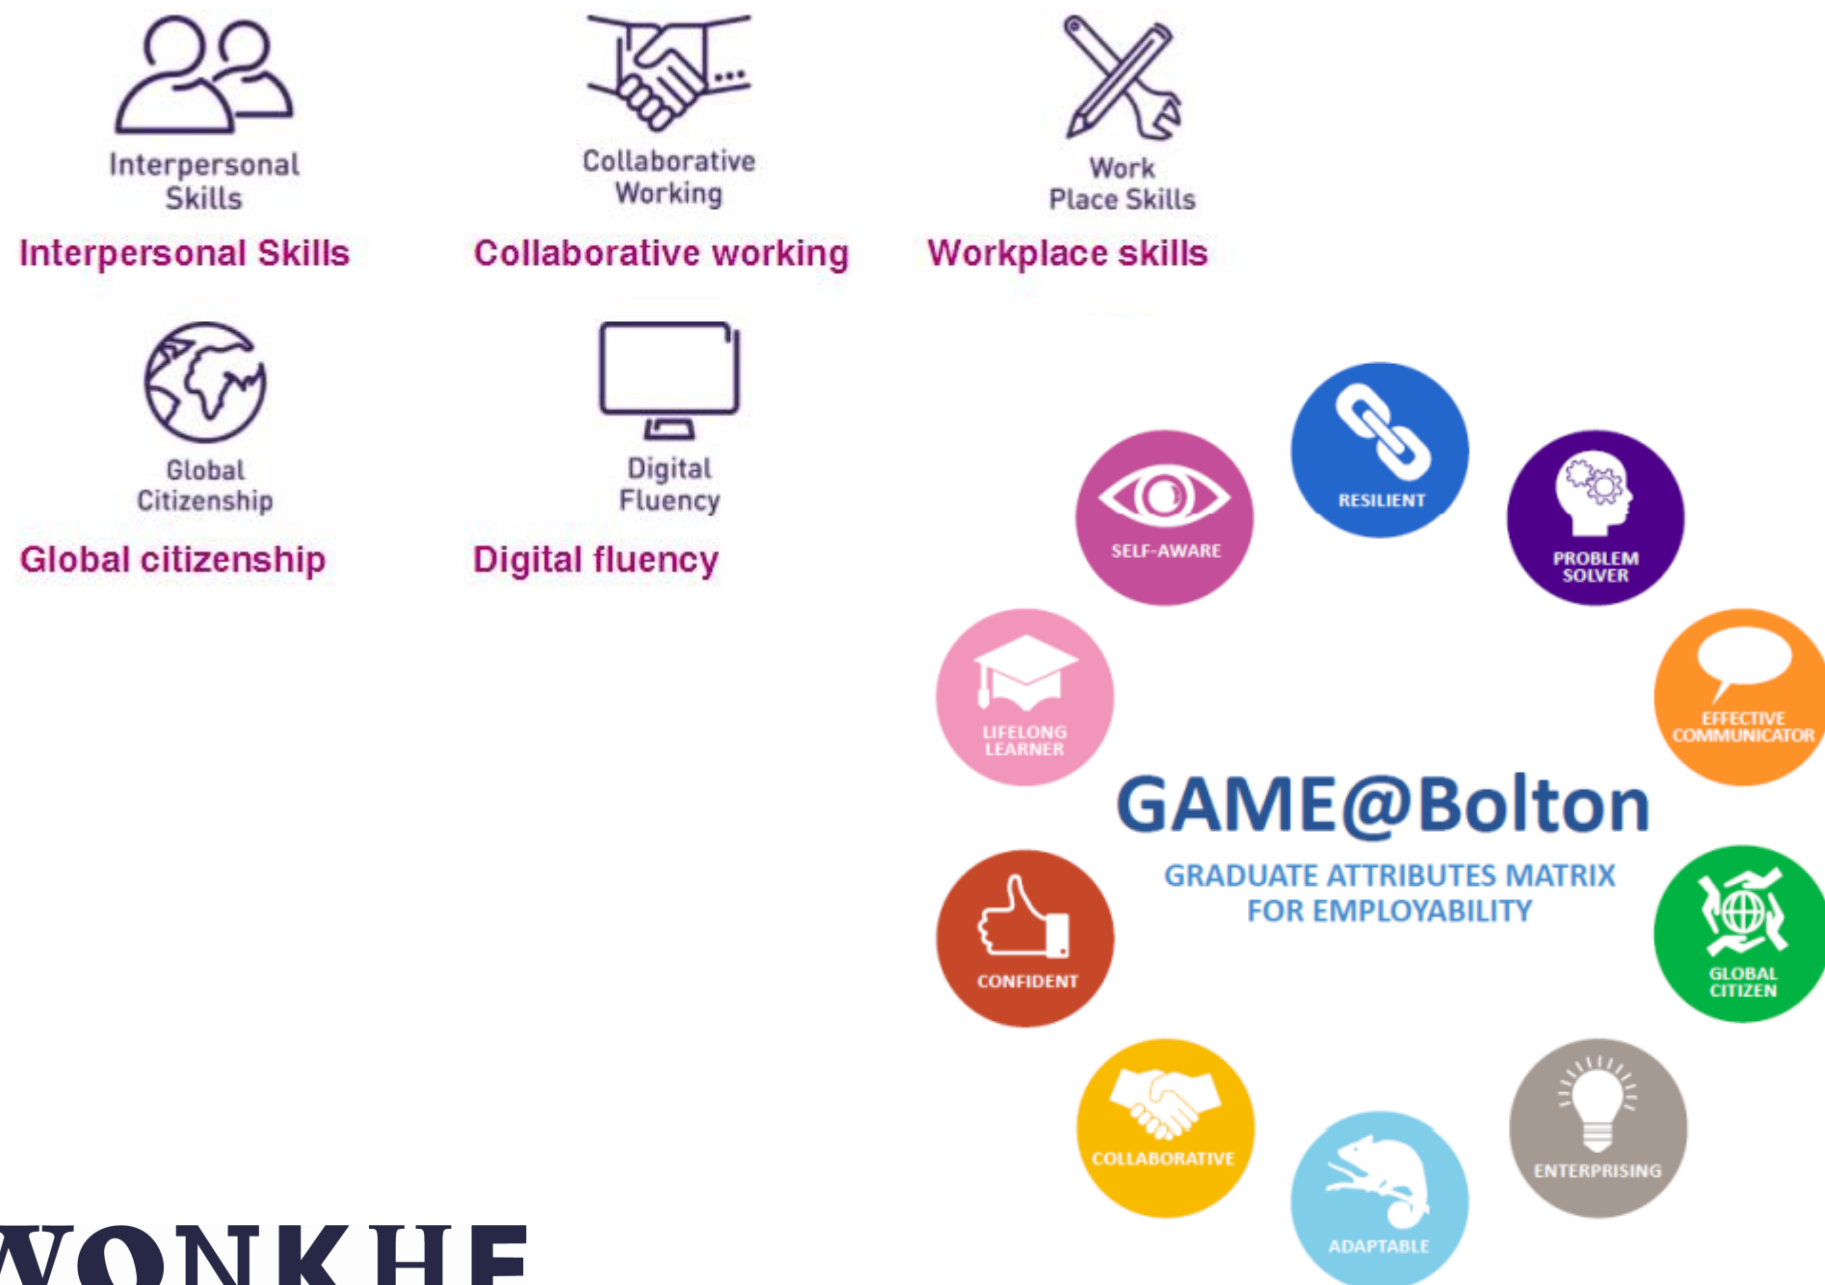 Interpersonal
Skills
Interpersonal Skills
Collaborative
Working
Collaborative working
Work
Place Skills
Workplace skills
Global
Citizenship
Global citizenship
Digital
Fluency
Digital fluency
RESILIENT
SELF-AWARE
PROBLEM
SOLVER
LIFELONG
LEARNER
EFFECTIVE
COMMUNICATOR
GAME@Bolton
GRADUATE ATTRIBUTES MATRIX
FOR EMPLOYABILITY
CONFIDENT
GLOBAL
CITIZEN
COLLABORATIVE
ENTERPRISING
ADAPTABLE
WONKHE